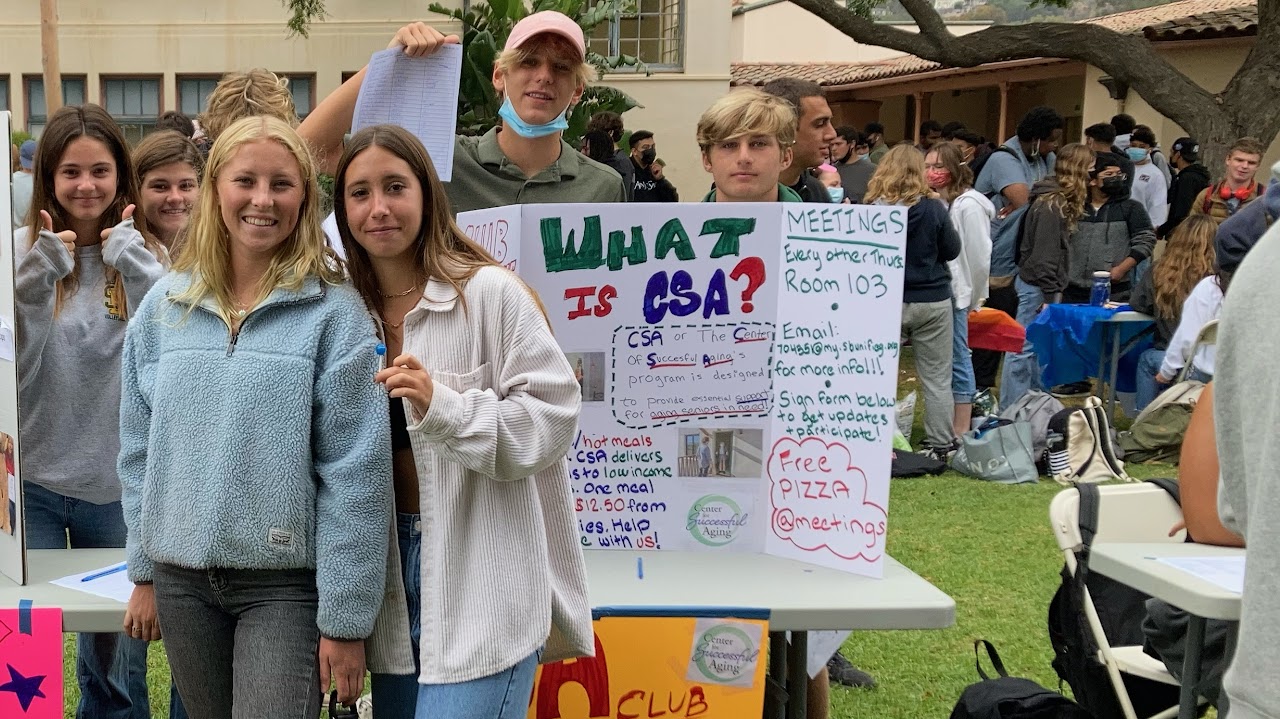 CLUB
WHAT
IS CSA?
CSA or The Center
Of Succesful Aging's
program is designed
to provide essential support
for aging seniors in need
hot meals
CSA delivers
to low income
One meal
$12.50 from
Help
with us!
Center
for
Successful
Aging
MEETINGS
Every other Thurs.
Room 103
Email:
for more info!!!
Sign form below
to get updates
+ participate!
Free
PIZZA
@meetings
Center
for
Successful
Aging
CLUB